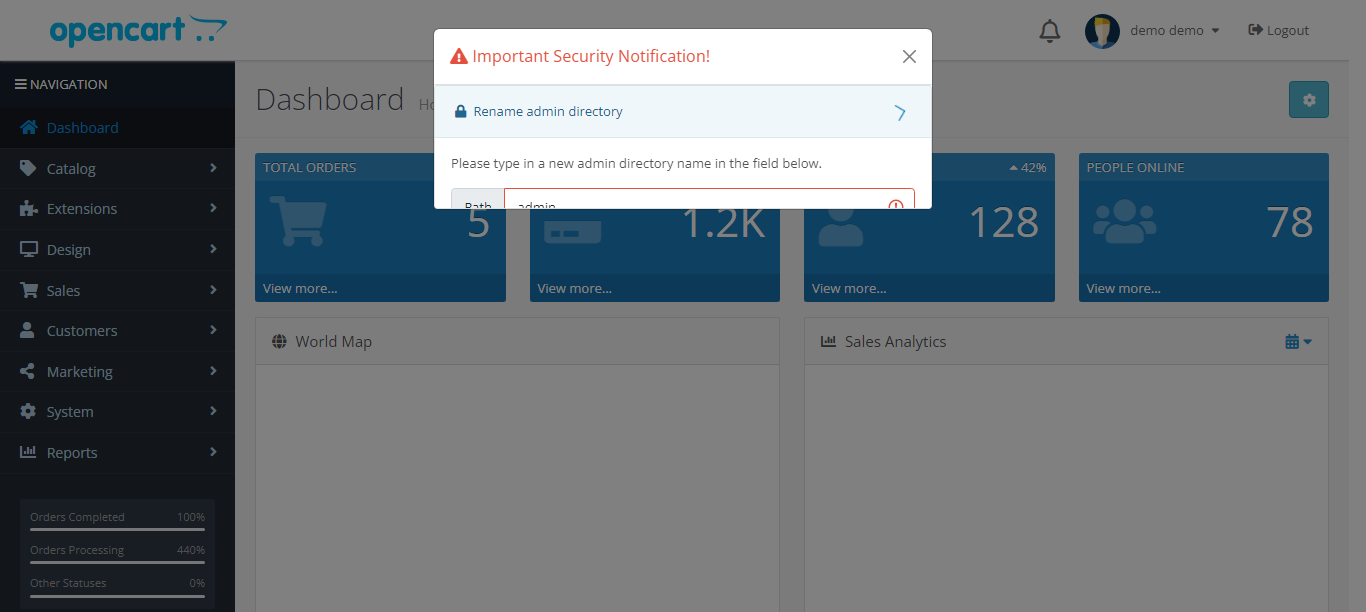 opencart
demo demo
Logout
Important Security Notification!
NAVIGATION
Rename admin directory
Dashboard
Please type in a new admin directory name in the field below.
Path admin
Dashboard
Catalog
Extensions
Design
Sales
Customers
Marketing
System
Reports
Orders Completed 100%
Orders Processing 440%
Other Statuses 0%
TOTAL ORDERS
5
View more...
1.2K
View more...
42%
128
View more...
PEOPLE ONLINE
78
View more...
World Map
Sales Analytics